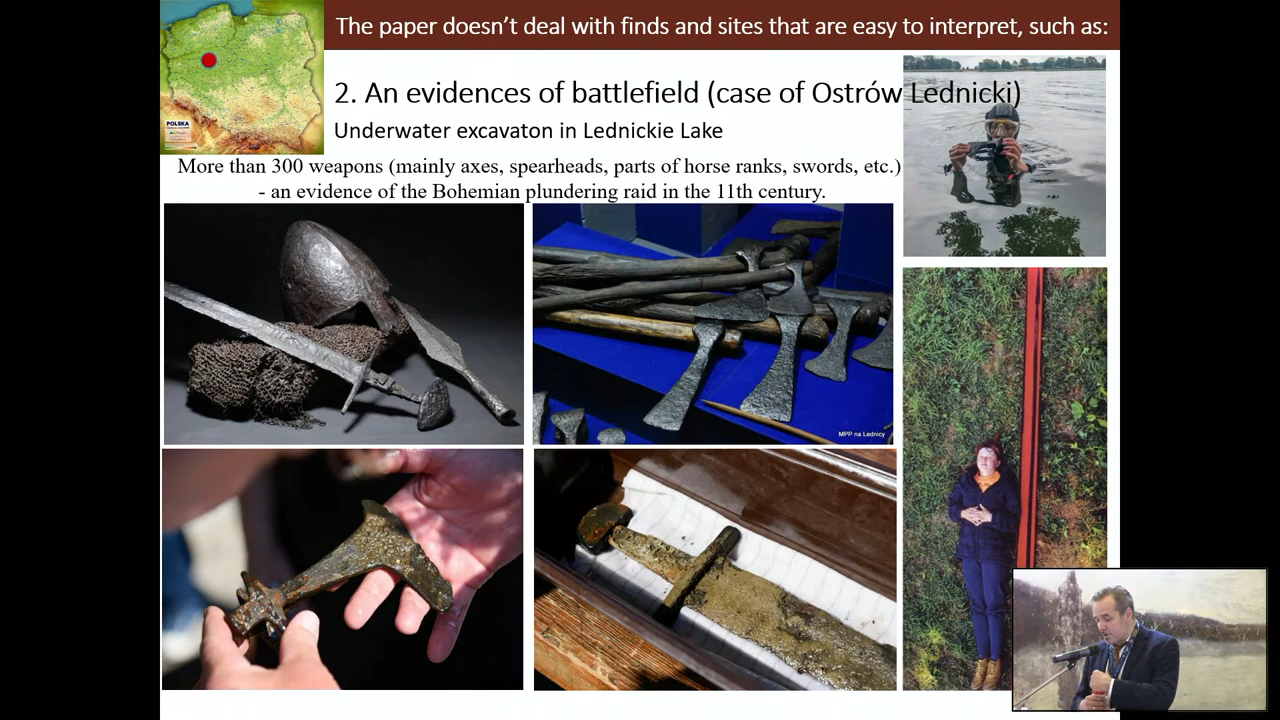 The paper doesn't deal with finds and sites that are easy to interpret, such as:
2. An evidences of battlefield (case of Ostrów Lednicki)
Underwater excavaton in Lednickie Lake
More than 300 weapons (mainly axes, spearheads, parts of horse ranks, swords, etc.)
- an evidence of the Bohemian plundering raid in the 11th century.
POLSKA
MPP na Lednicy